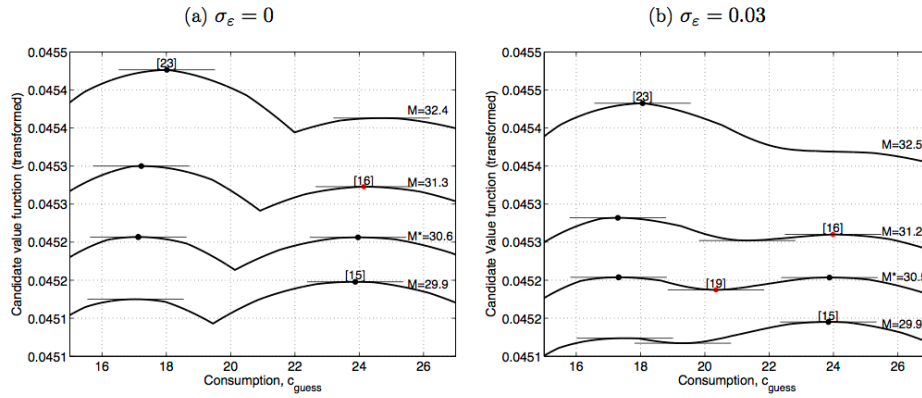 (a) σε = 0
(b) σε = 0.03
Candidate value function (transformed)
0.0455
0.0454
0.0454
0.0453
0.0453
0.0452
0.0452
0.0451
0.0451
[23]
M=32.4
[16]
M=31.3
M*=30.6
[15]
M=29.9
16 18 20 22 24 26
Consumption, cguess
Candidate Value function (transformed)
0.0455
0.0454
0.0454
0.0453
0.0453
0.0452
0.0452
0.0451
[23]
M=32.5
[16]
M=31.2
[19]
M*=30.5
[15]
M=29.9
16 18 20 22 24 26
Consumption, cguess